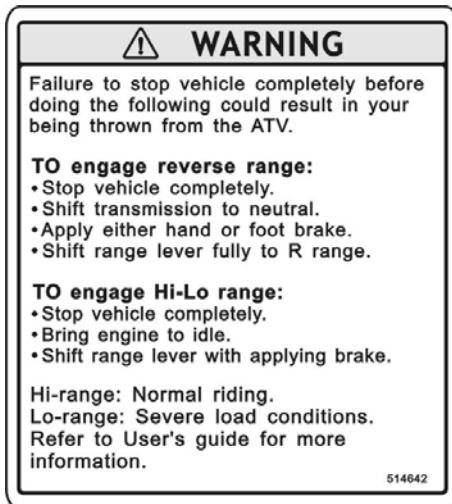 WARNING
Failure to stop vehicle completely before
doing the following could result in your
being thrown from the ATV.
TO engage reverse range:
•Stop vehicle completely.
•Shift transmission to neutral.
•Apply either hand or foot brake.
•Shift range lever fully to R range.
TO engage Hi-Lo range:
•Stop vehicle completely.
•Bring engine to idle.
•Shift range lever with applying brake.
Hi-range: Normal riding.
Lo-range: Severe load conditions.
Refer to User's guide for more
information.
514642